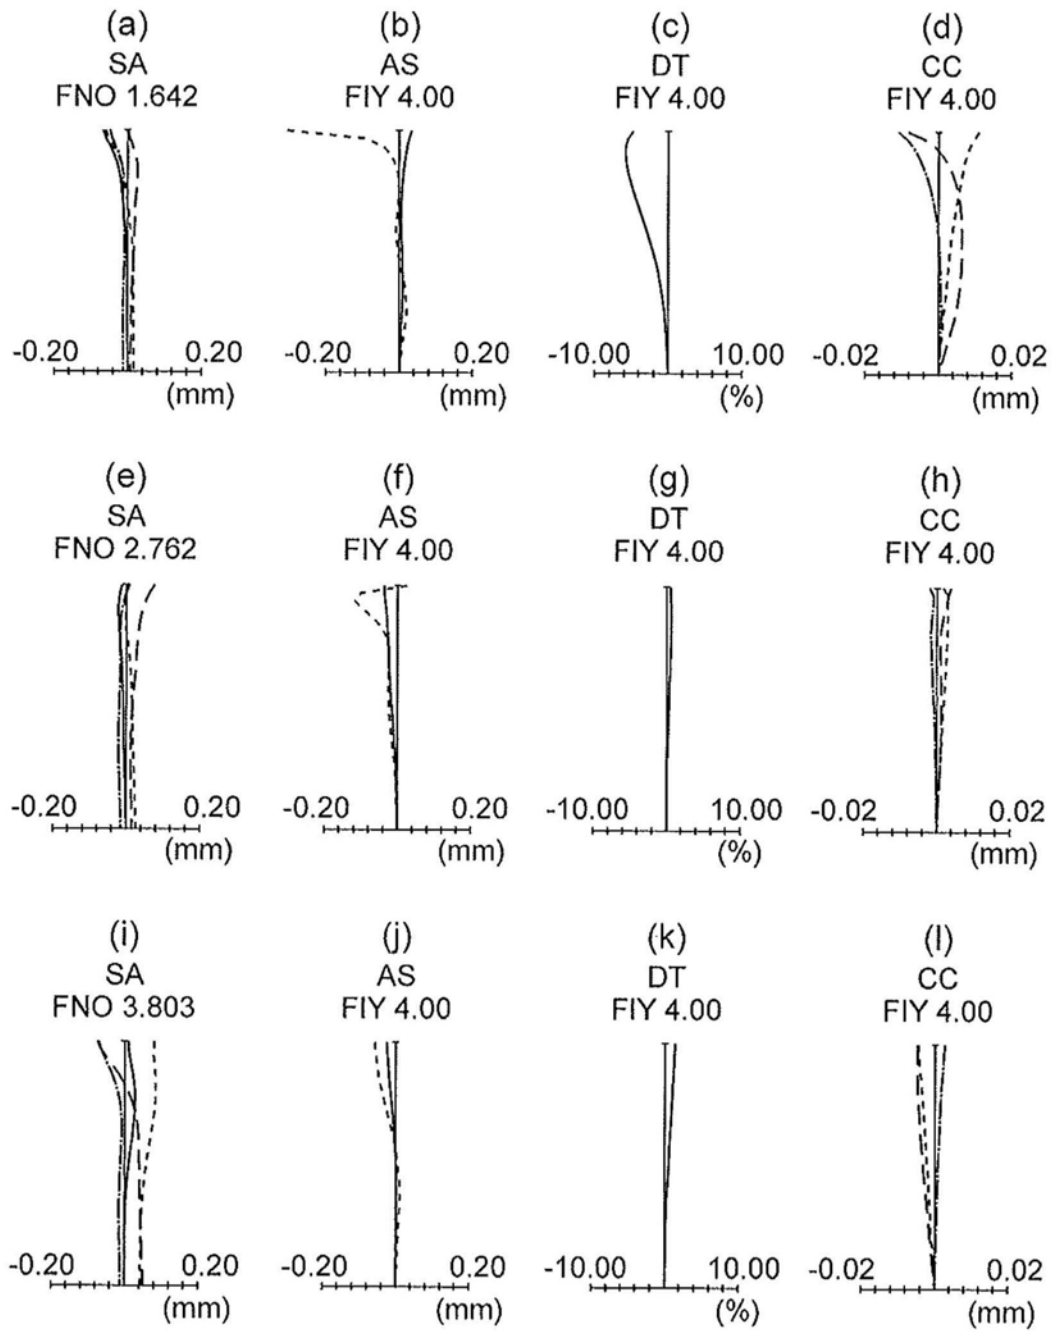 (a) (b) (c) (d)
SA AS DT CC
FNO 1.642 FIY 4.00 FIY 4.00 FIY 4.00
-0.20 0.20 -0.20 0.20 -10.00 10.00 -0.02 0.02
(mm) (mm) (%) (mm)
(e) (f) (g) (h)
SA AS DT CC
FNO 2.762 FIY 4.00 FIY 4.00 FIY 4.00
-0.20 0.20 -0.20 0.20 -10.00 10.00 -0.02 0.02
(mm) (mm) (%) (mm)
(i) (j) (k) (l)
SA AS DT CC
FNO 3.803 FIY 4.00 FIY 4.00 FIY 4.00
-0.20 0.20 -0.20 0.20 -10.00 10.00 -0.02 0.02
(mm) (mm) (%) (mm)